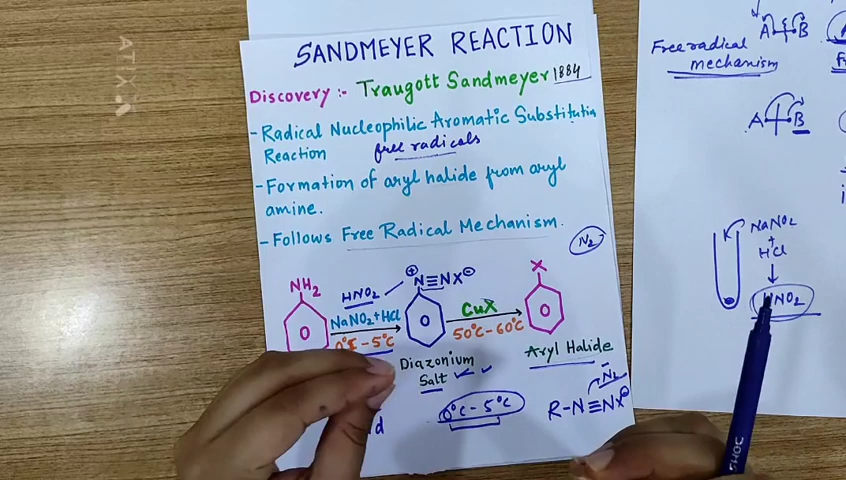 SANDMEYER REACTION
Discovery :- Traugott Sandmeyer 1884
- Radical Nucleophilic Aromatic Substitution
Reaction free radicals
- Formation of aryl halide from aryl
amine.
- Follows Free Radical Mechanism.
N2
NH2
HNO2
NaNO2+HCl
0°C - 5°C
⊕ N≡NX⊖
Diazonium
Salt
CuX
50°C-60°C
X
Aryl Halide
0°C - 5°C
N2
R-N≡NX⊖
A B
Free radical
mechanism
A B
NaNO2
+
HCl
HNO2